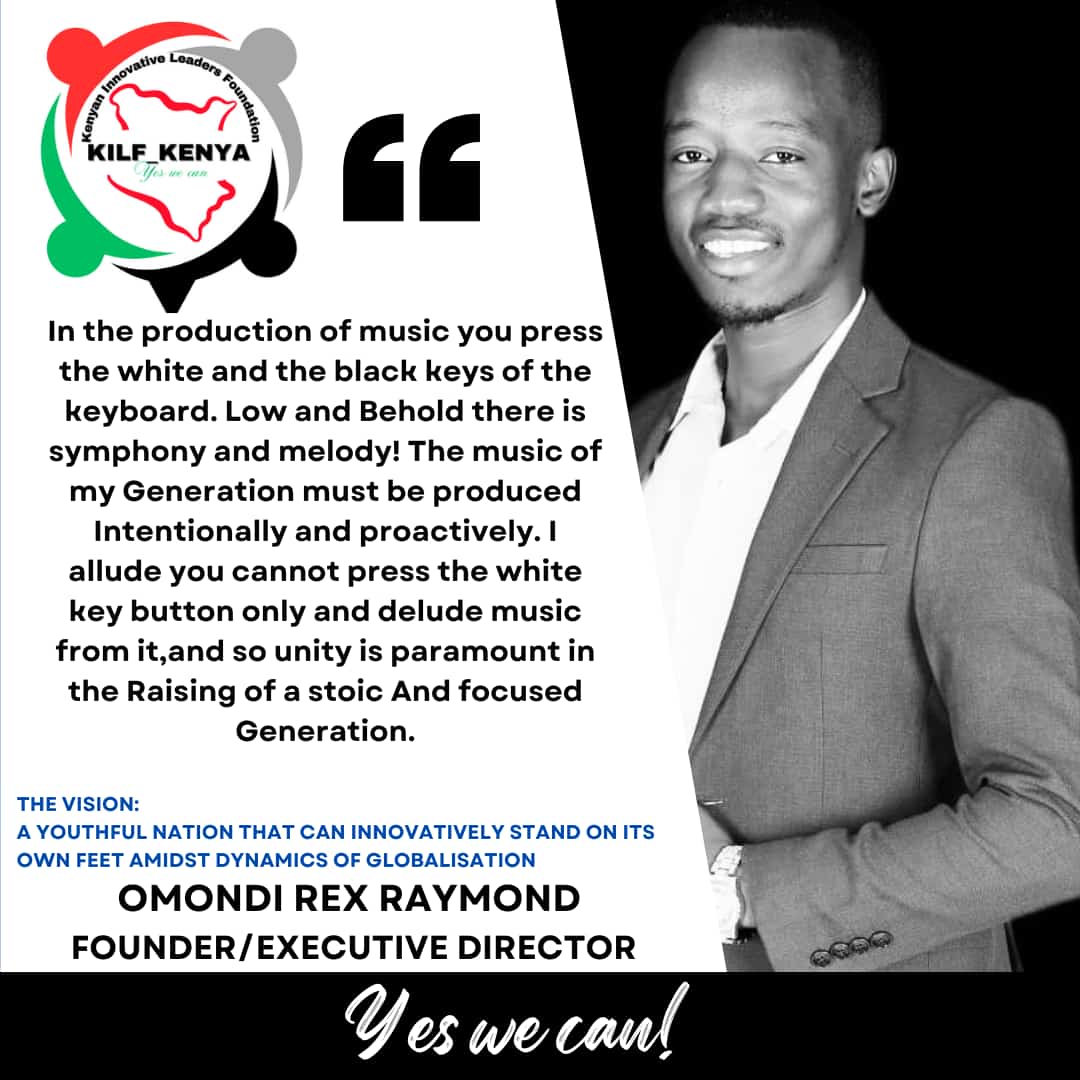 Kenyan Innovative Leaders Foundation
KILF_KENYA
Yes we can
In the production of music you press
the white and the black keys of the
keyboard. Low and Behold there is
symphony and melody! The music of
my Generation must be produced
Intentionally and proactively. I
allude you cannot press the white
key button only and delude music
from it,and so unity is paramount in
the Raising of a stoic And focused
Generation.
THE VISION:
A YOUTHFUL NATION THAT CAN INNOVATIVELY STAND ON ITS
OWN FEET AMIDST DYNAMICS OF GLOBALISATION
OMONDI REX RAYMOND
FOUNDER/EXECUTIVE DIRECTOR
Yes we can!